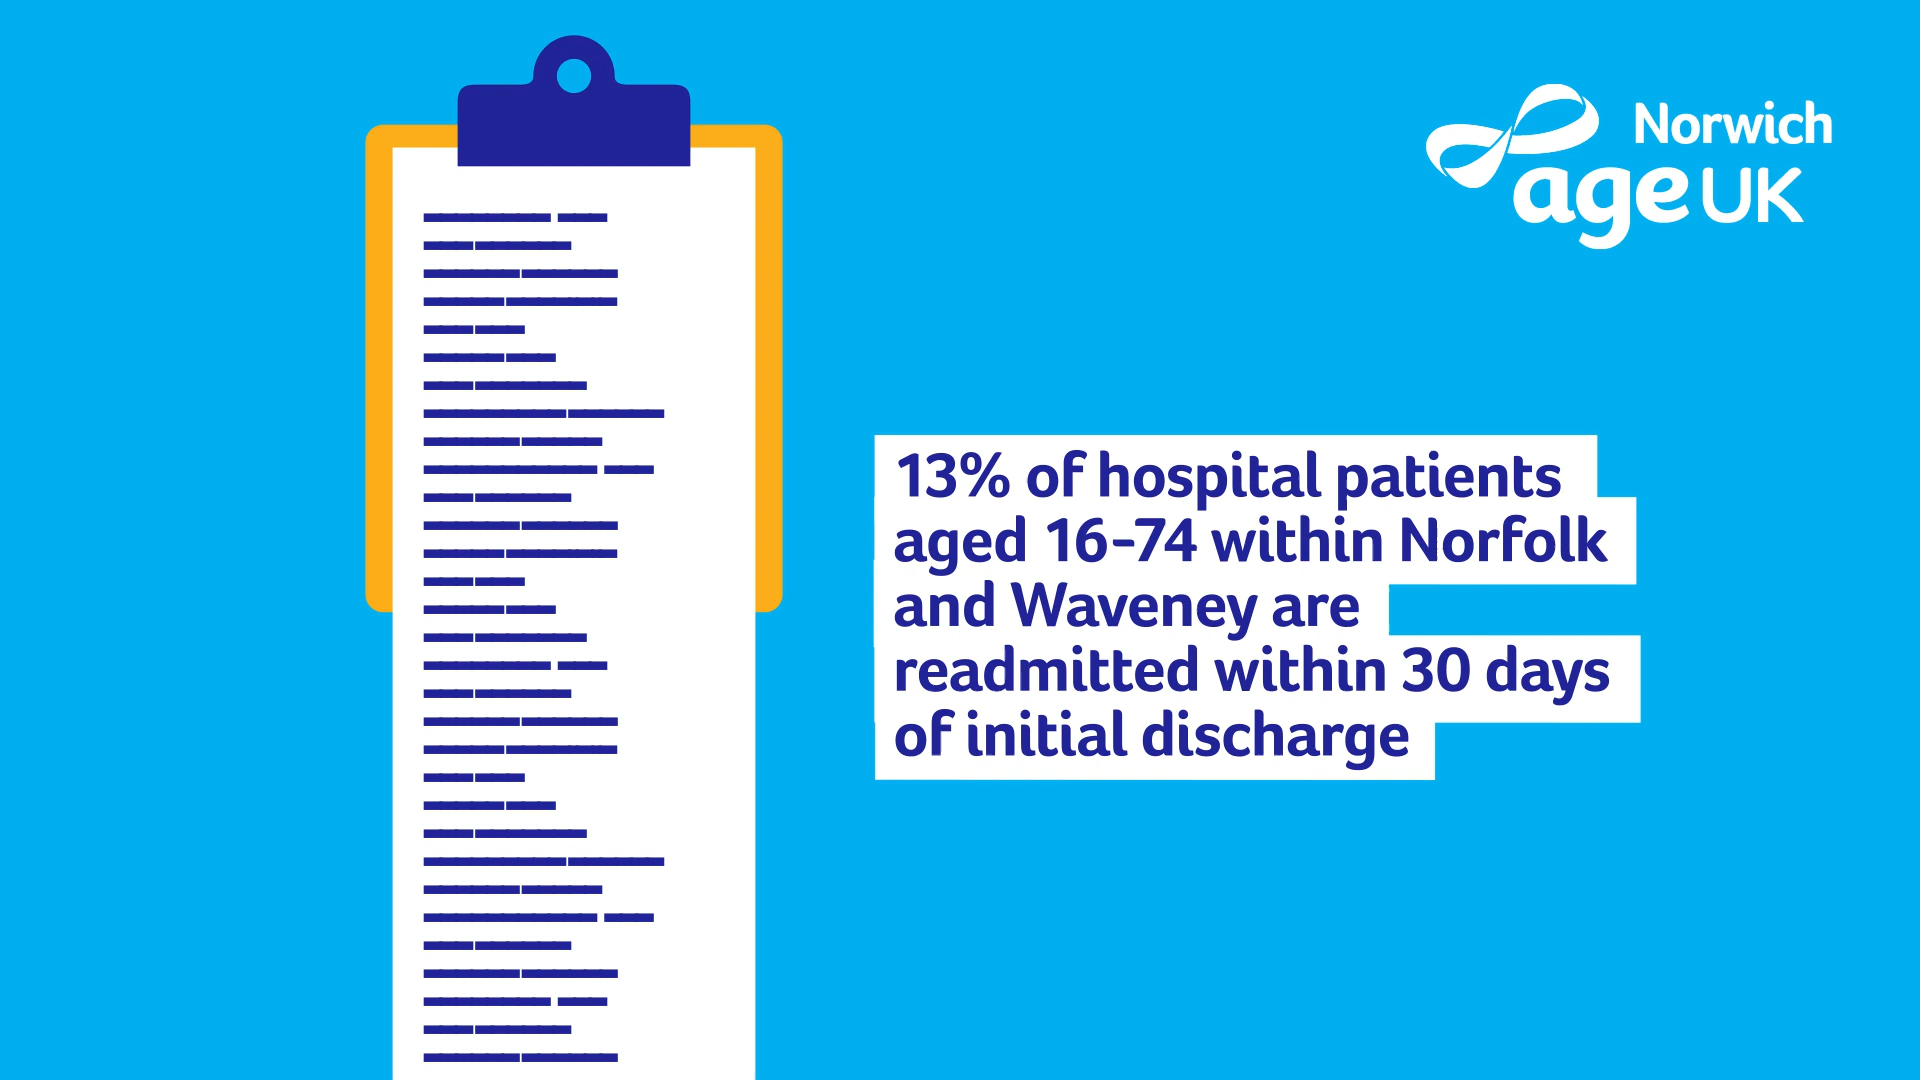 Norwich
age UK
13% of hospital patients
aged 16-74 within Norfolk
and Waveney are
readmitted within 30 days
of initial discharge